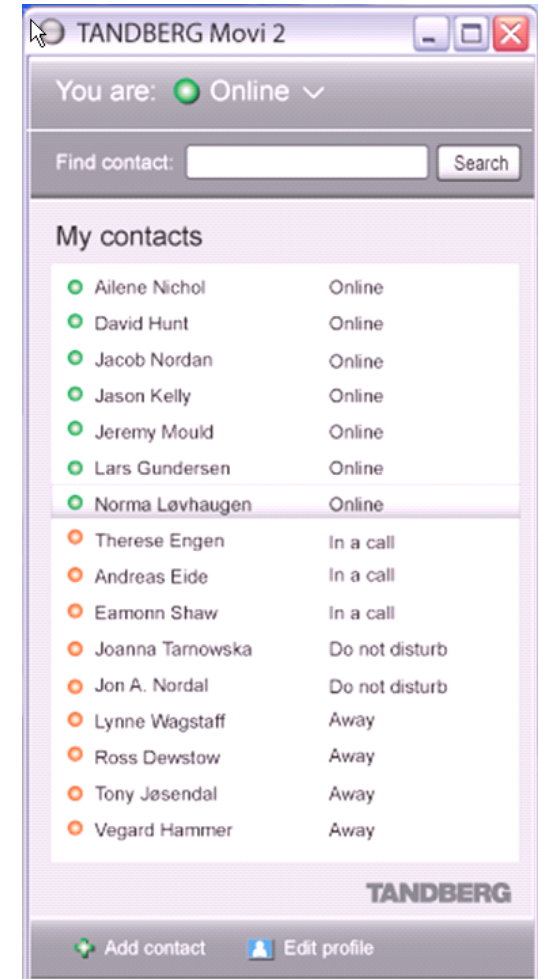 TANDBERG Movi 2
You are: Online
Find contact: Search
My contacts
Ailene Nichol Online
David Hunt Online
Jacob Nordan Online
Jason Kelly Online
Jeremy Mould Online
Lars Gundersen Online
Norma Løvhaugen Online
Therese Engen In a call
Andreas Eide In a call
Eamonn Shaw In a call
Joanna Tarnowska Do not disturb
Jon A. Nordal Do not disturb
Lynne Wagstaff Away
Ross Dewstow Away
Tony Jøsendal Away
Vegard Hammer Away
TANDBERG
Add contact Edit profile